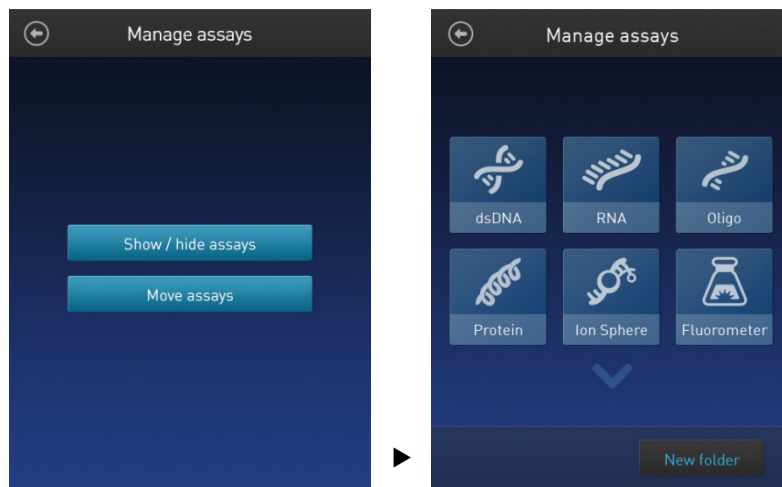 Manage assays
Show / hide assays
Move assays
Manage assays
dsDNA
RNA
Oligo
Protein
Ion Sphere
Fluorometer
New folder